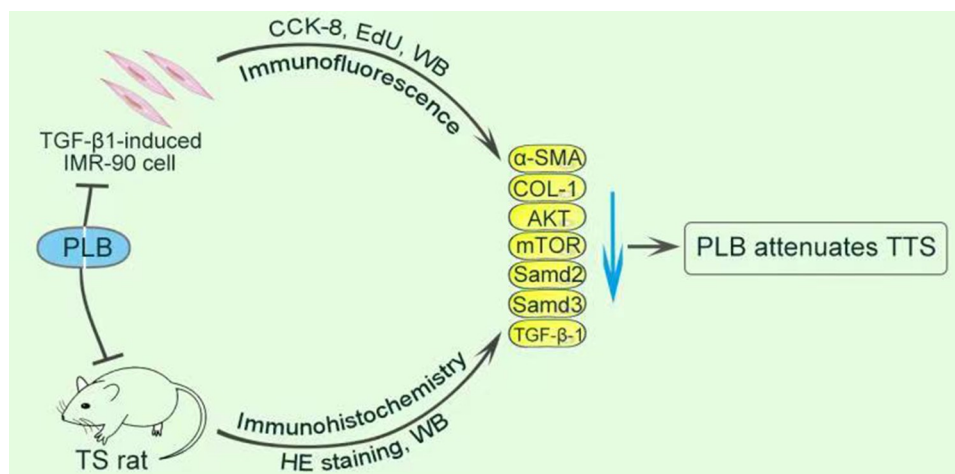 CCK-8, EdU, WB
Immunofluorescence
TGF-β1-induced
IMR-90 cell
PLB
α-SMA
COL-1
AKT
mTOR
Samd2
Samd3
TGF-β-1
PLB attenuates TTS
Immunohistochemistry
HE staining, WB
TS rat